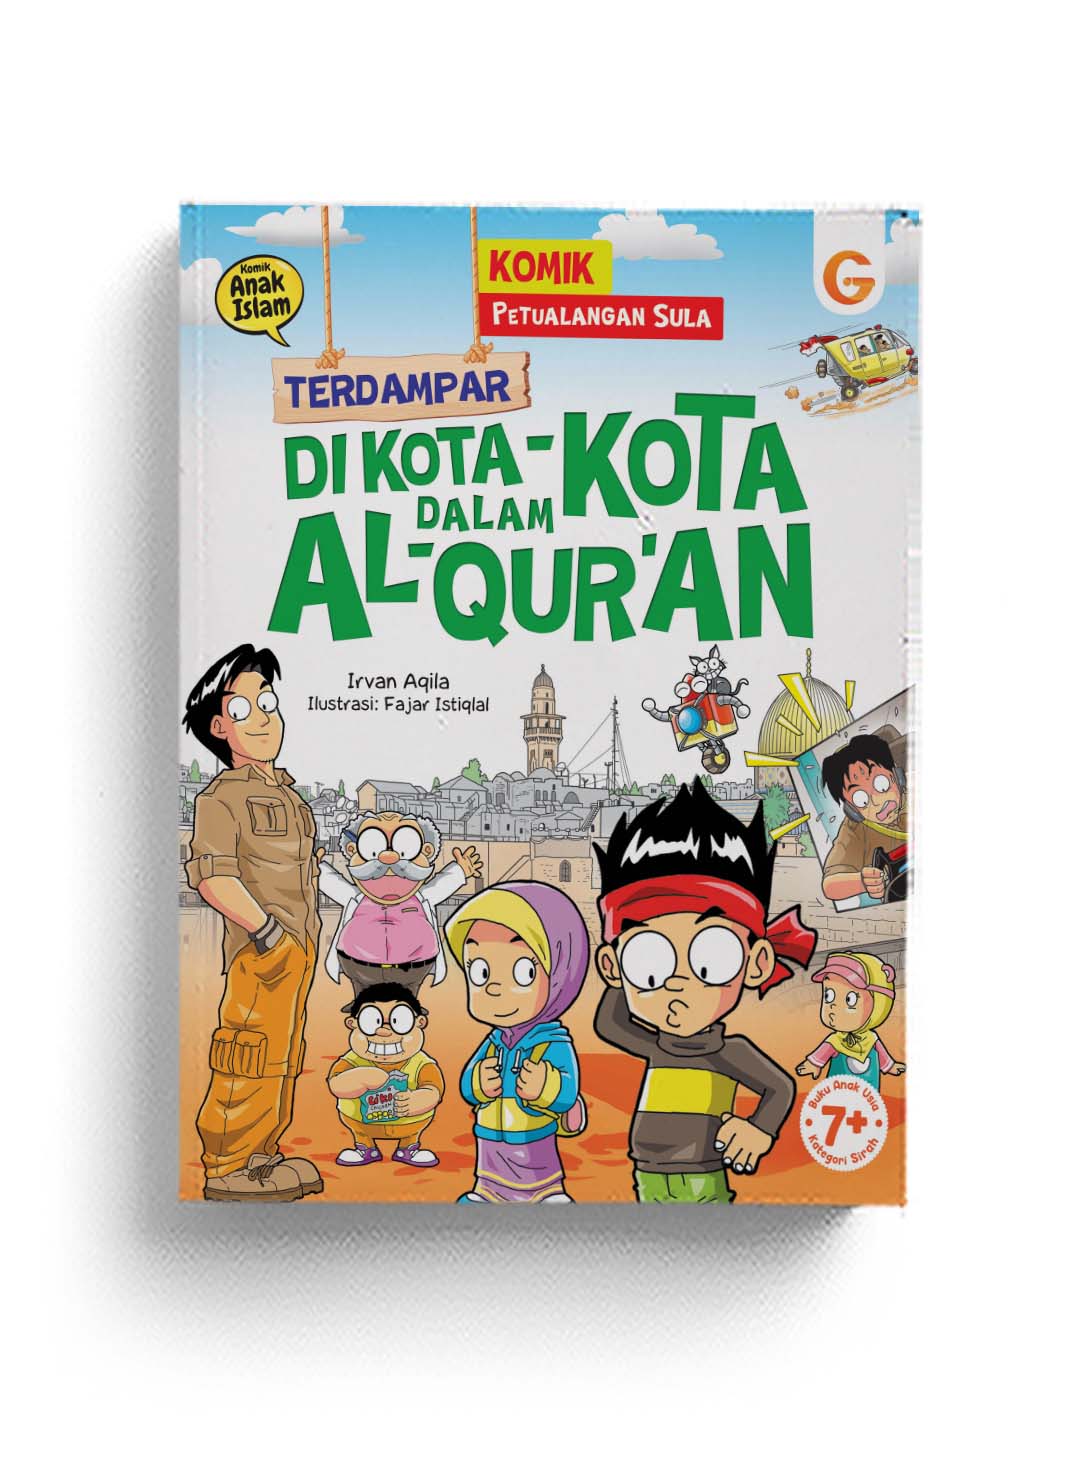 Komik
Anak
Islam
KOMIK
PETUALANGAN SULA
G
TERDAMPAR
DI KOTA-KOTA
DALAM
AL-QUR'AN
Irvan Aqila
Ilustrasi: Fajar Istiqlal
Buku Anak Usia
7+
Kategori Sirah